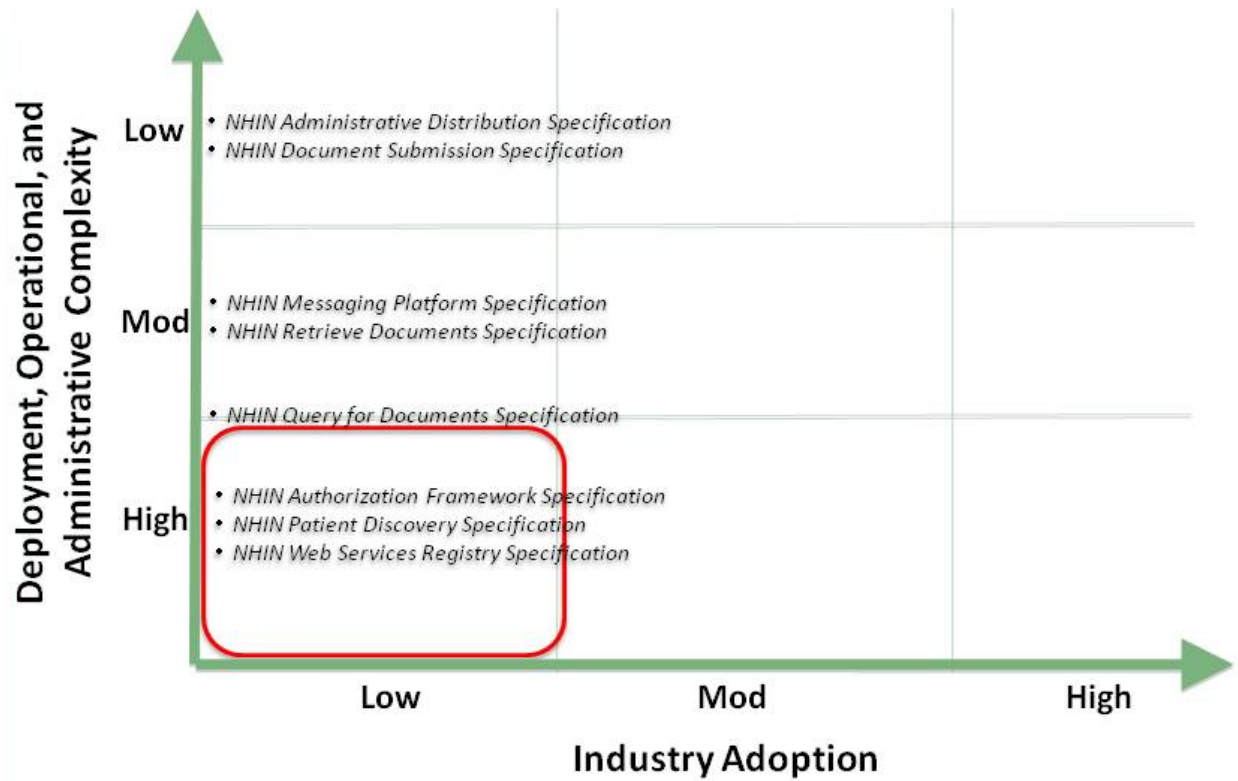 Deployment, Operational, and
Administrative Complexity
Low
• NHIN Administrative Distribution Specification
• NHIN Document Submission Specification
Mod
• NHIN Messaging Platform Specification
• NHIN Retrieve Documents Specification
• NHIN Query for Documents Specification
High
• NHIN Authorization Framework Specification
• NHIN Patient Discovery Specification
• NHIN Web Services Registry Specification
Low
Mod
High
Industry Adoption